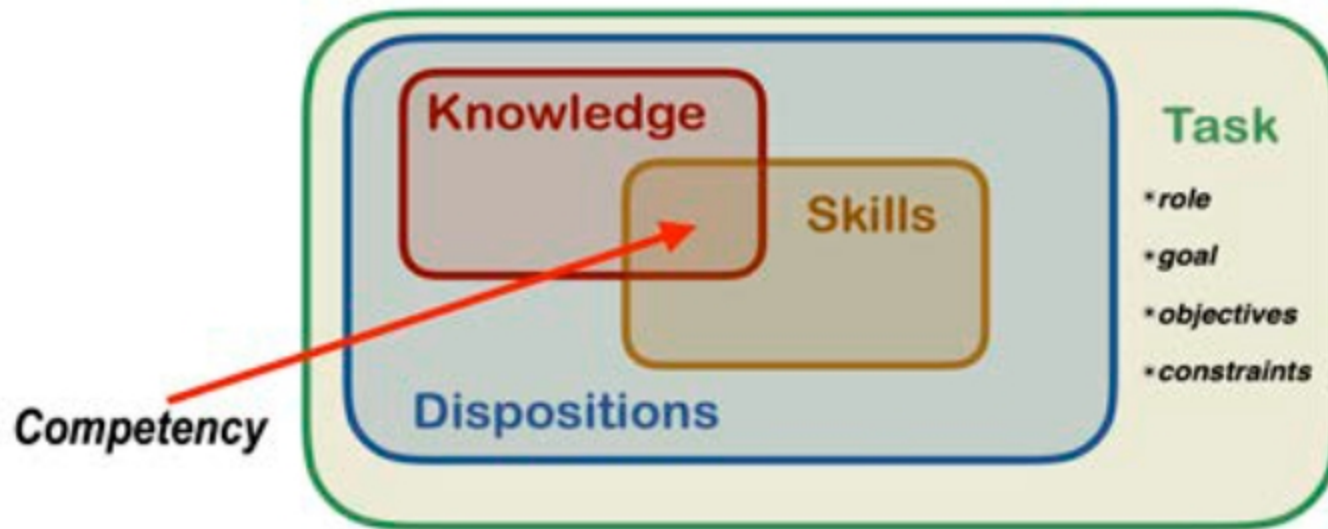 Knowledge
Task
*role
Skills
*goal
*objectives
*constraints
Dispositions
Competency